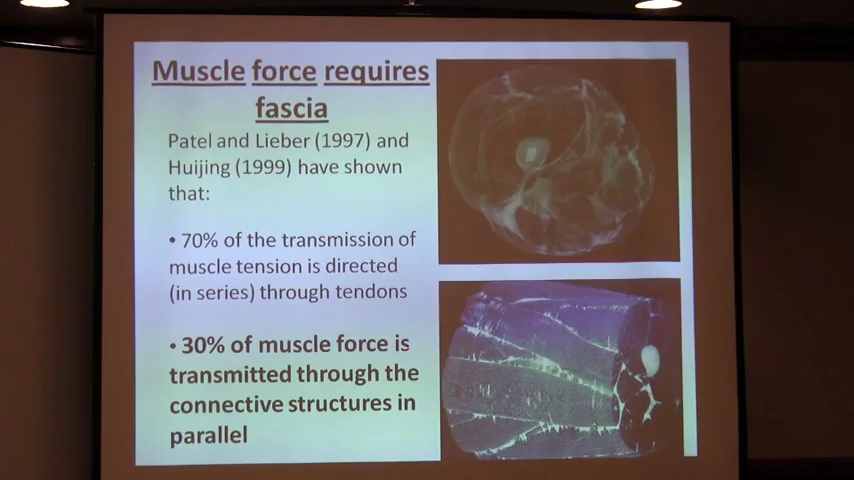 Muscle force requires
fascia
Patel and Lieber (1997) and
Huijing (1999) have shown
that:
• 70% of the transmission of
muscle tension is directed
(in series) through tendons
• 30% of muscle force is
transmitted through the
connective structures in
parallel